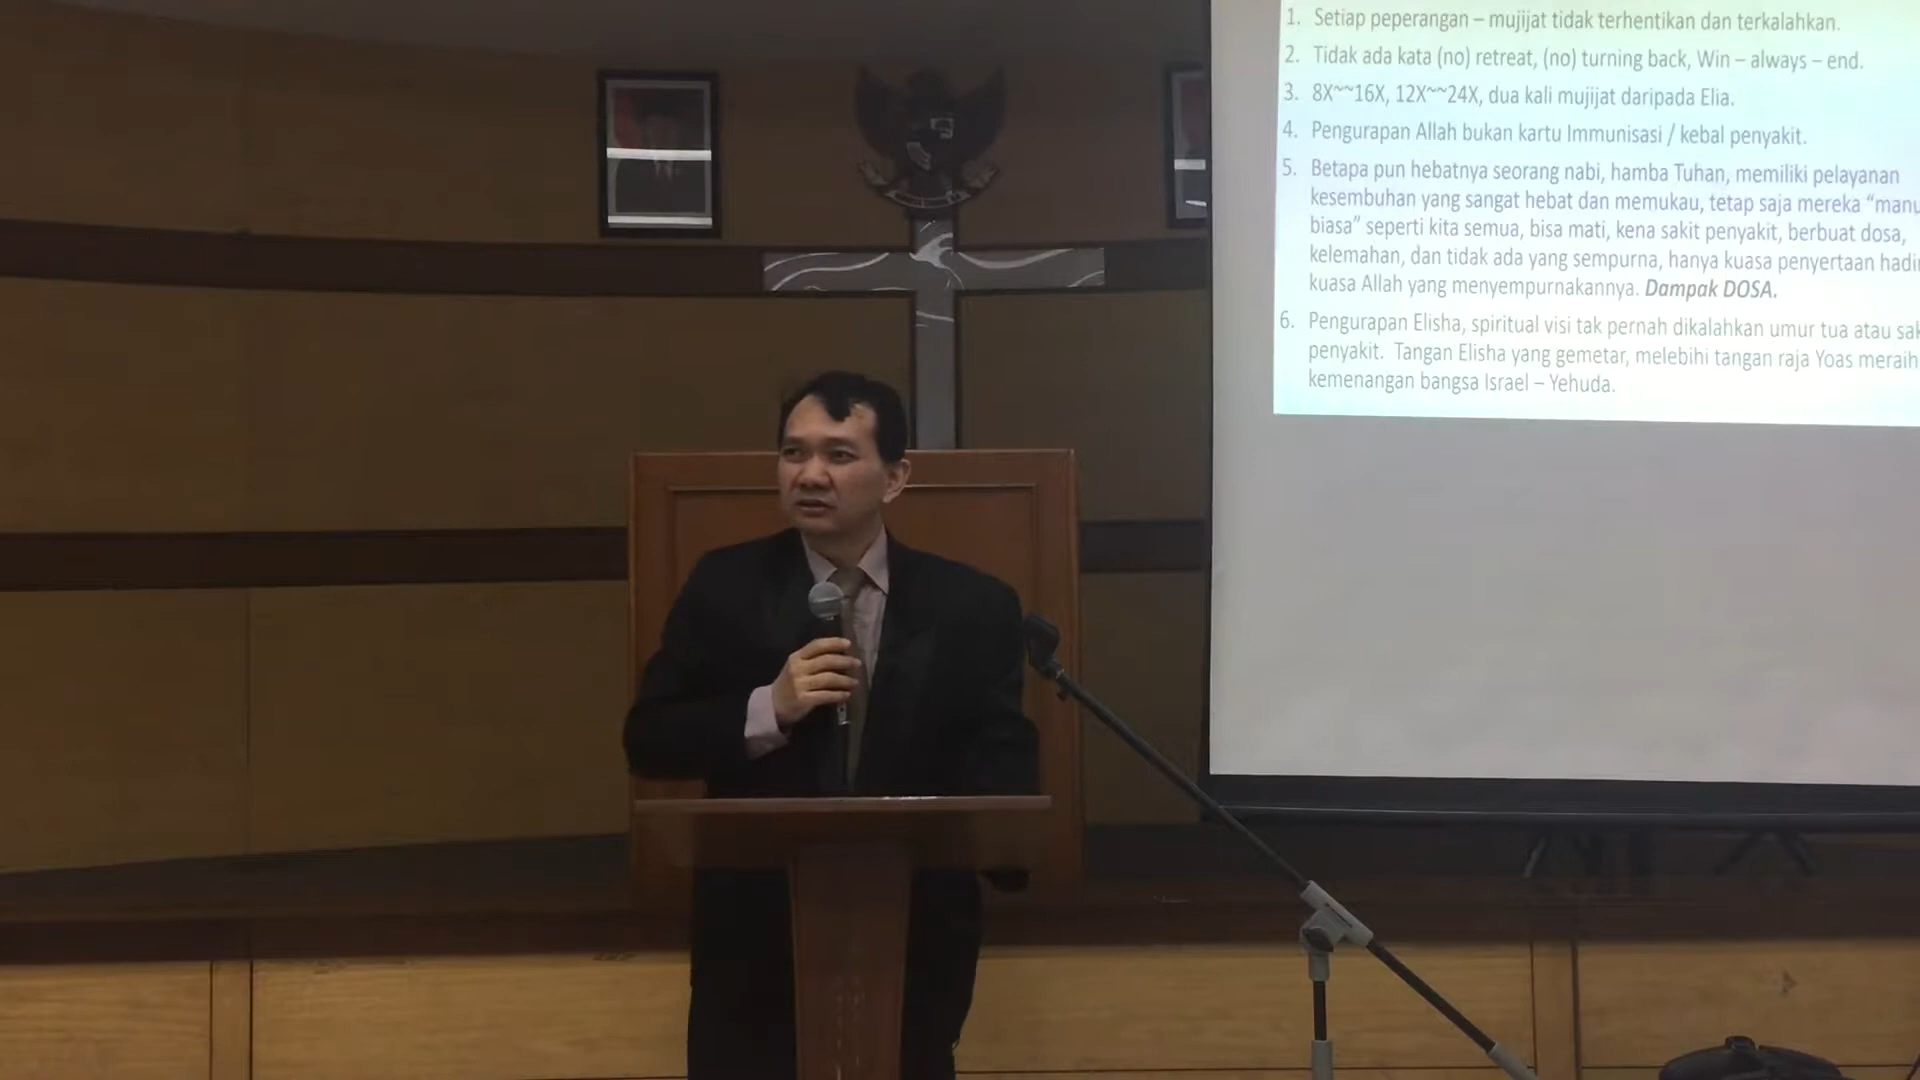 1. Setiap peperangan – mujijat tidak terhentikan dan terkalahkan.
2. Tidak ada kata (no) retreat, (no) turning back, Win – always – end.
3. 8X~~16X, 12X~~24X, dua kali mujijat daripada Elia.
4. Pengurapan Allah bukan kartu Immunisasi / kebal penyakit.
5. Betapa pun hebatnya seorang nabi, hamba Tuhan, memiliki pelayanan
kesembuhan yang sangat hebat dan memukau, tetap saja mereka
biasa” seperti kita semua, bisa mati, kena sakit penyakit, berbuat dosa,
kelemahan, dan tidak ada yang sempurna, hanya kuasa penyertaan
kuasa Allah yang menyempurnakannya. Dampak DOSA.
6. Pengurapan Elisha, spiritual visi tak pernah dikalahkan umur tua atau
penyakit. Tangan Elisha yang gemetar, melebihi tangan raja Yoas meraih
kemenangan bangsa Israel – Yehuda.